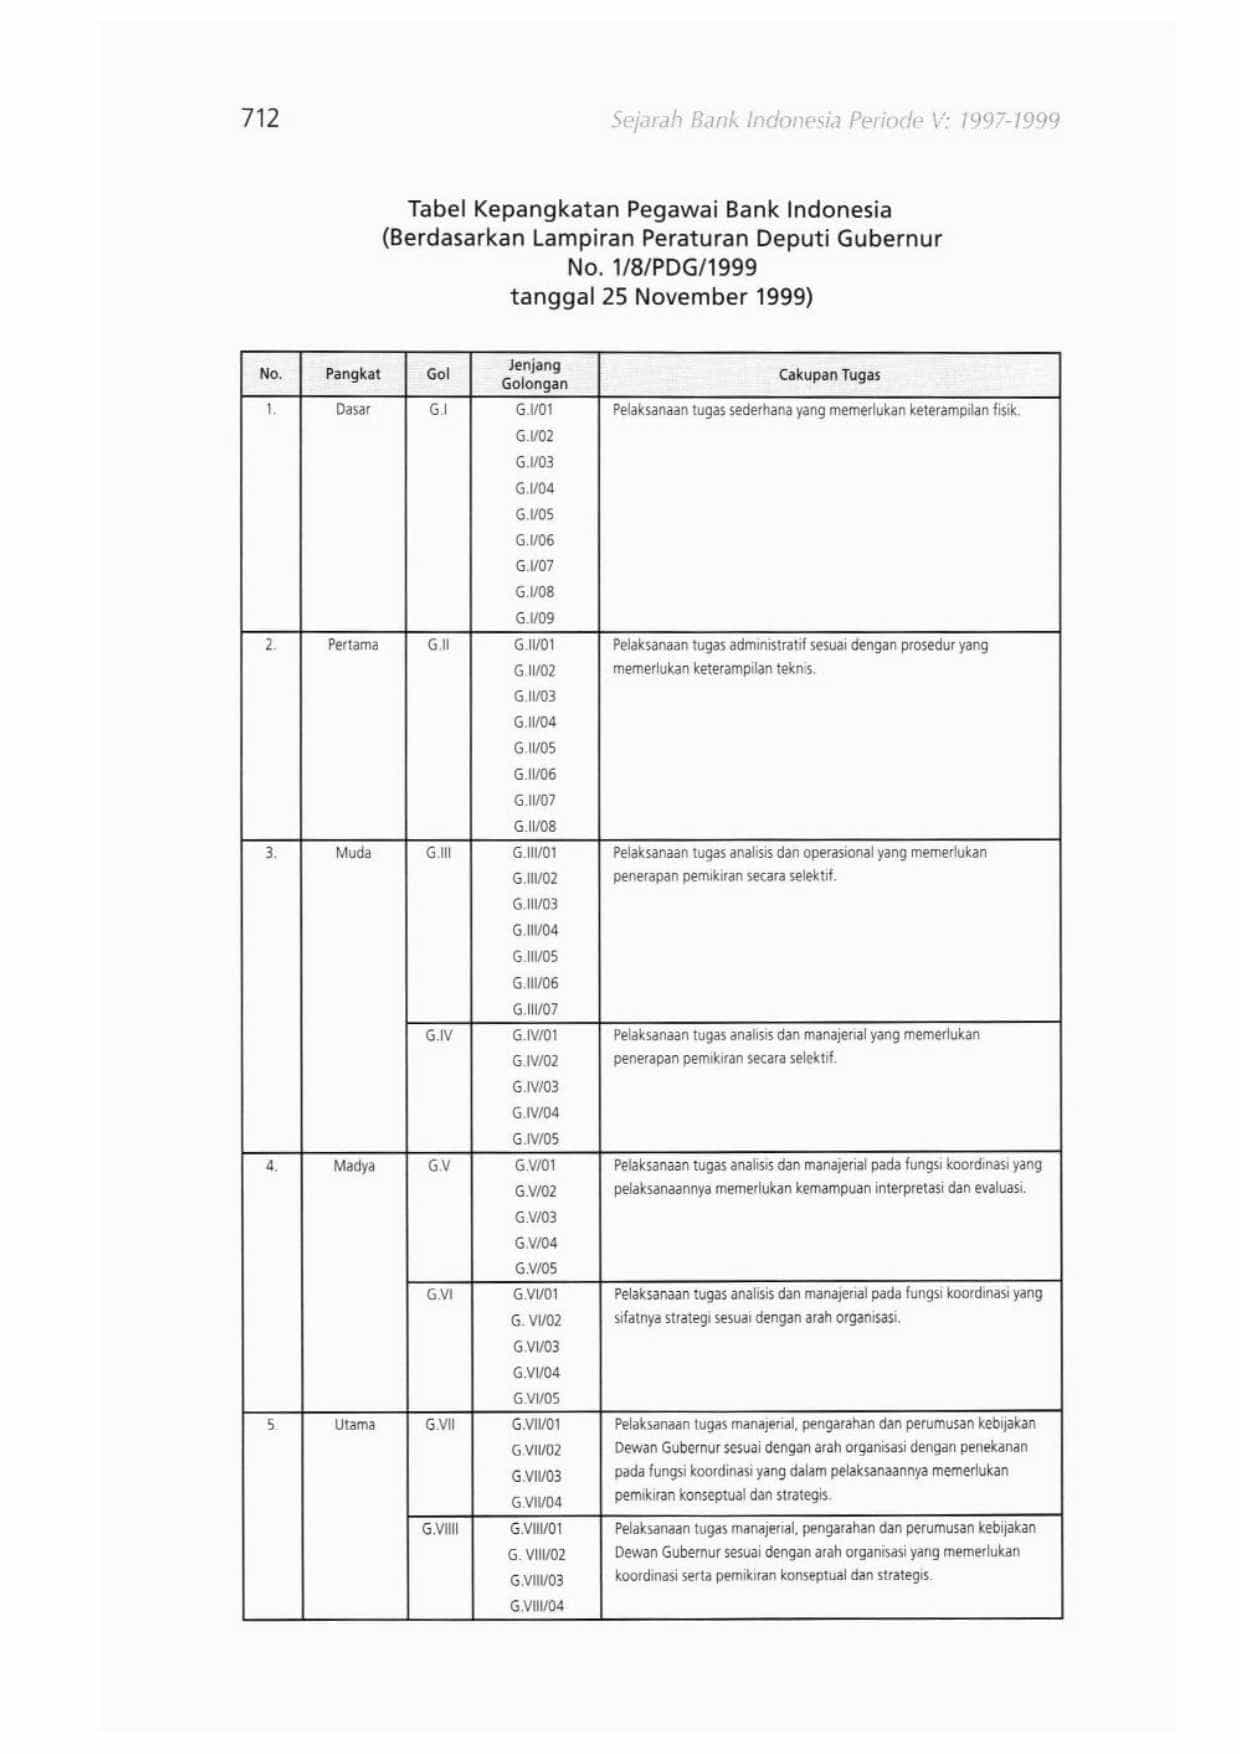 712 Sejarah Bank Indonesia Periode V: 1997-1999
Tabel Kepangkatan Pegawai Bank Indonesia
(Berdasarkan Lampiran Peraturan Deputi Gubernur
No. 1/8/PDG/1999
tanggal 25 November 1999)
No. Pangkat Gol Jenjang Golongan Cakupan Tugas
1. Dasar G.I G.I/01 Pelaksanaan tugas sederhana yang memerlukan keterampilan fisik.
G.I/02
G.I/03
G.I/04
G.I/05
G.I/06
G.I/07
G.I/08
G.I/09
2. Pertama G.II G.II/01 Pelaksanaan tugas administratif sesuai dengan prosedur yang
G.II/02 memerlukan keterampilan teknis.
G.II/03
G.II/04
G.II/05
G.II/06
G.II/07
G.II/08
3. Muda G.III G.III/01 Pelaksanaan tugas analisis dan operasional yang memerlukan
G.III/02 penerapan pemikiran secara selektif.
G.III/03
G.III/04
G.III/05
G.III/06
G.III/07
G.IV G.IV/01 Pelaksanaan tugas analisis dan manajerial yang memerlukan
G.IV/02 penerapan pemikiran secara selektif.
G.IV/03
G.IV/04
G.IV/05
4. Madya G.V G.V/01 Pelaksanaan tugas analisis dan manajerial pada fungsi koordinasi yang
G.V/02 pelaksanaannya memerlukan kemampuan interpretasi dan evaluasi.
G.V/03
G.V/04
G.V/05
G.VI G.VI/01 Pelaksanaan tugas analisis dan manajerial pada fungsi koordinasi yang
G. VI/02 sifatnya strategi sesuai dengan arah organisasi.
G.VI/03
G.VI/04
G.VI/05
5. Utama G.VII G.VII/01 Pelaksanaan tugas manajerial, pengarahan dan perumusan kebijakan
G.VII/02 Dewan Gubernur sesuai dengan arah organisasi dengan penekanan
G.VII/03 pada fungsi koordinasi yang dalam pelaksanaannya memerlukan
G.VII/04 pemikiran konseptual dan strategis.
G.VIIII G.VIII/01 Pelaksanaan tugas manajerial, pengarahan dan perumusan kebijakan
G. VIII/02 Dewan Gubernur sesuai dengan arah organisasi yang memerlukan
G.VIII/03 koordinasi serta pemikiran konseptual dan strategis.
G.VIII/04